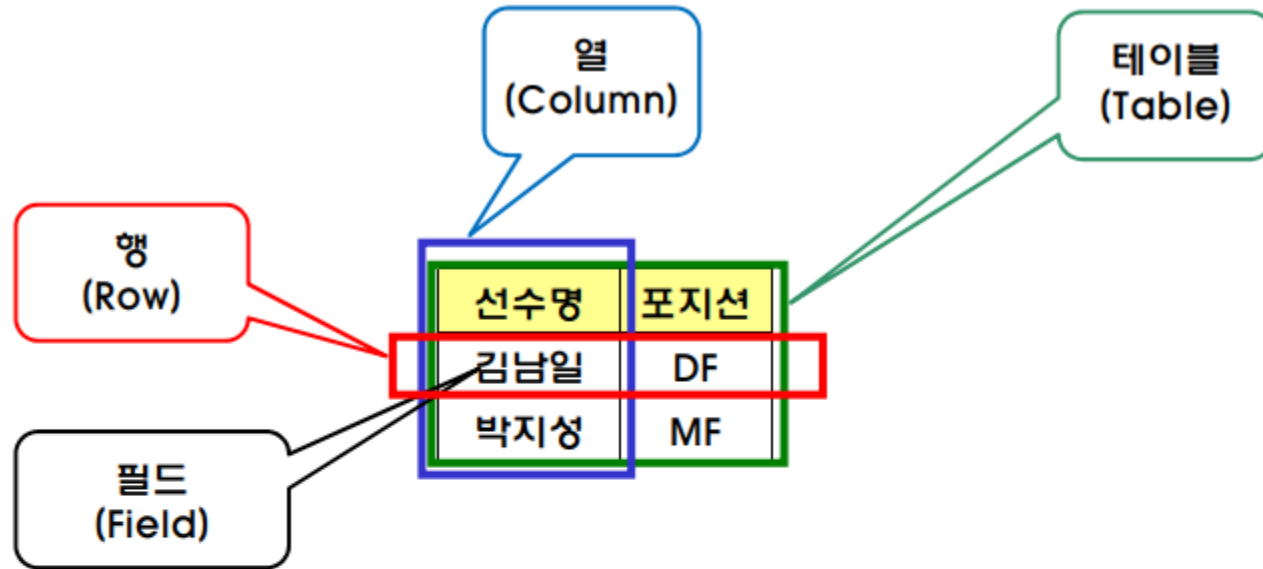 열
(Column)
테이블
(Table)
행
(Row)
선수명 포지션
김남일 DF
박지성 MF
필드
(Field)